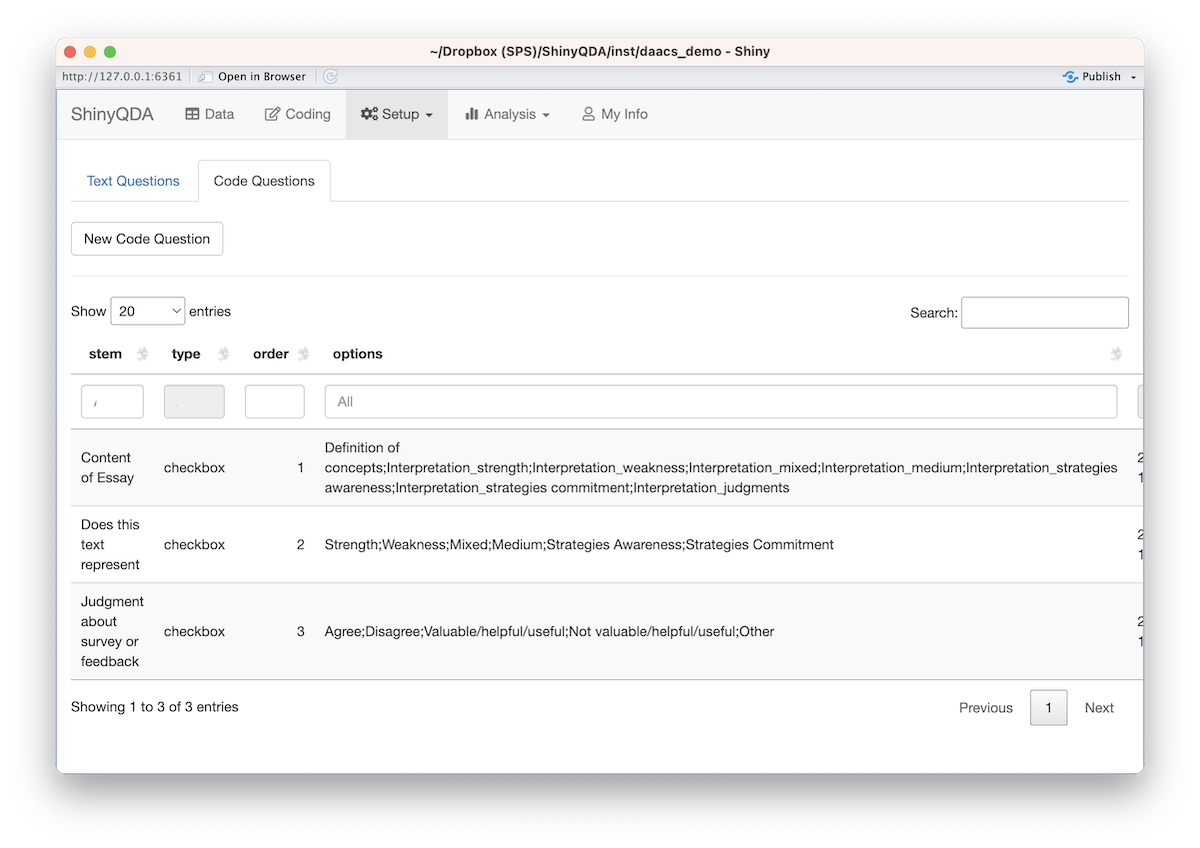 ~/Dropbox (SPS)/ShinyQDA/inst/daacs_demo - Shiny
http://127.0.0.1:6361 Open in Browser Publish
ShinyQDA Data Coding Setup Analysis My Info
Text Questions Code Questions
New Code Question
Show 20 entries Search:
stem type order options
All
Content of Essay checkbox 1 Definition of
concepts;Interpretation_strength;Interpretation_weakness;Interpretation_mixed;Interpretation_medium;Interpretation_strategies
awareness;Interpretation_strategies commitment;Interpretation_judgments
Does this
text
represent
checkbox 2 Strength;Weakness;Mixed;Medium;Strategies Awareness;Strategies Commitment
Judgment
about
survey or
feedback
checkbox 3 Agree;Disagree;Valuable/helpful/useful;Not valuable/helpful/useful;Other
Showing 1 to 3 of 3 entries Previous 1 Next